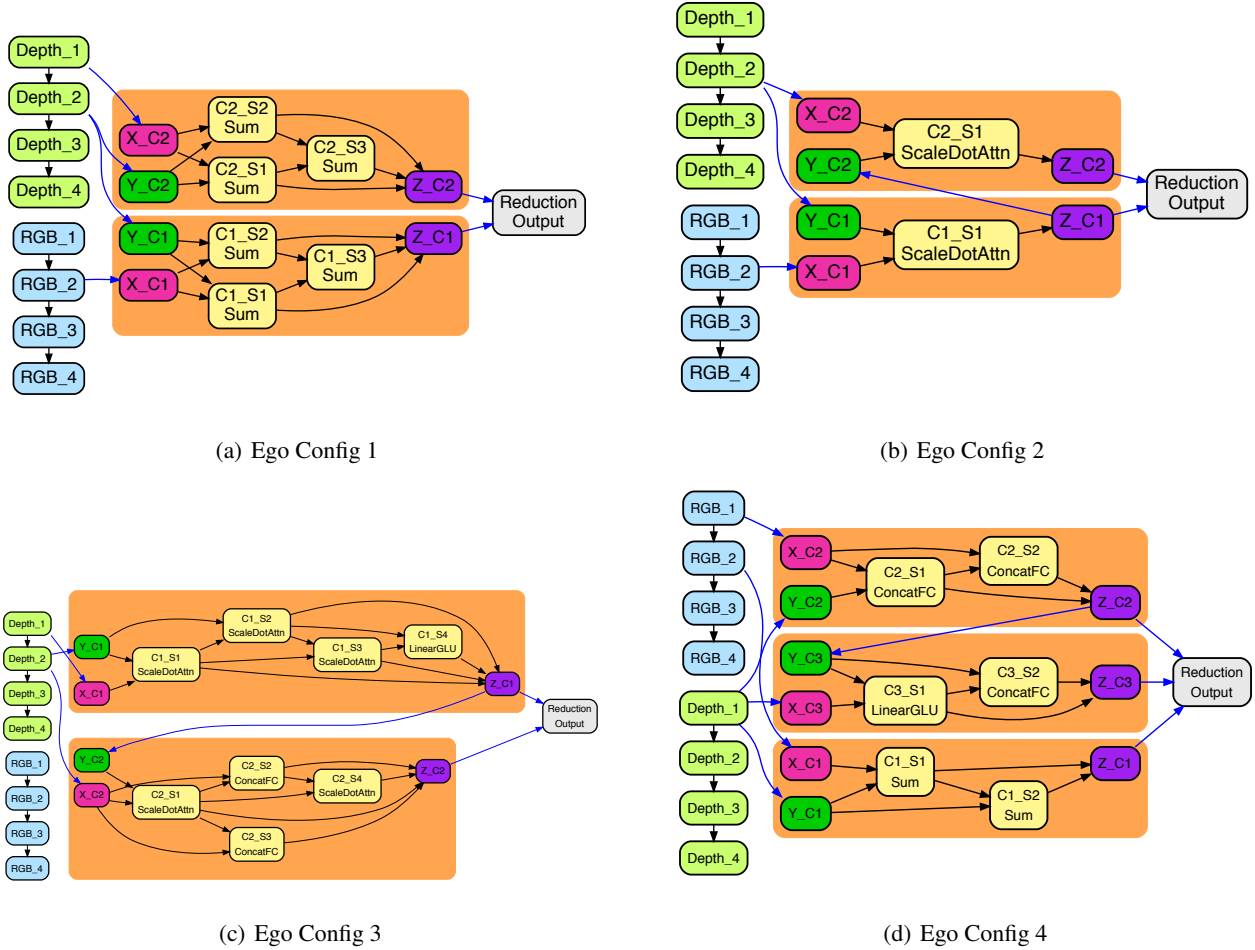 Depth_1
Depth_2
Depth_3
Depth_4
RGB_1
RGB_2
RGB_3
RGB_4
X_C2
Y_C2
C2_S2
Sum
C2_S1
Sum
C2_S3
Sum
Z_C2
Y_C1
X_C1
C1_S2
Sum
C1_S1
Sum
C1_S3
Sum
Z_C1
Reduction
Output
(a) Ego Config 1
Depth_1
Depth_2
Depth_3
Depth_4
RGB_1
RGB_2
RGB_3
RGB_4
X_C2
Y_C2
C2_S1
ScaleDotAttn
Z_C2
Y_C1
X_C1
C1_S1
ScaleDotAttn
Z_C1
Reduction
Output
(b) Ego Config 2
Depth_1
Depth_2
Depth_3
Depth_4
RGB_1
RGB_2
RGB_3
RGB_4
Y_C1
X_C1
C1_S1
ScaleDotAttn
C1_S2
ScaleDotAttn
C1_S3
ScaleDotAttn
C1_S4
LinearGLU
Z_C1
Y_C2
X_C2
C2_S1
ScaleDotAttn
C2_S2
ConcatFC
C2_S3
ConcatFC
C2_S4
ScaleDotAttn
Z_C2
Reduction
Output
(c) Ego Config 3
RGB_1
RGB_2
RGB_3
RGB_4
Depth_1
Depth_2
Depth_3
Depth_4
X_C2
Y_C2
C2_S1
ConcatFC
C2_S2
ConcatFC
Z_C2
Y_C3
X_C3
C3_S1
LinearGLU
C3_S2
ConcatFC
Z_C3
X_C1
Y_C1
C1_S1
Sum
C1_S2
Sum
Z_C1
Reduction
Output
(d) Ego Config 4